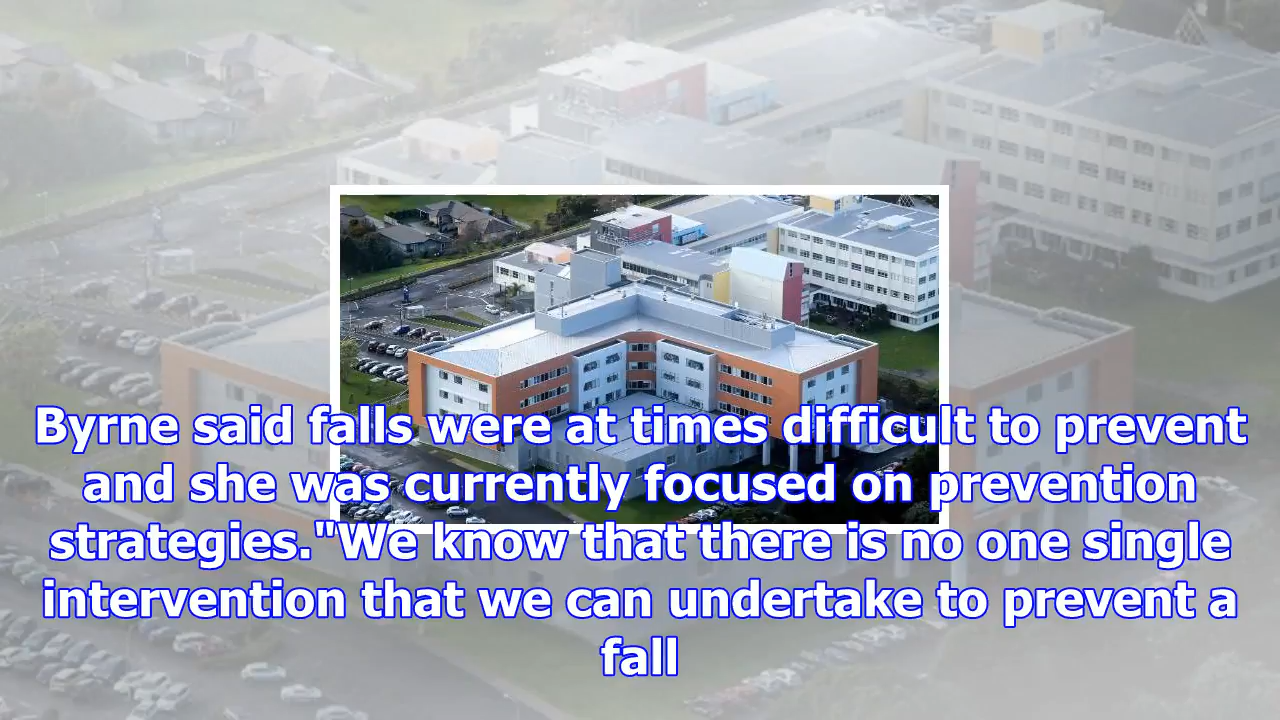 Byrne said falls were at times difficult to prevent
and she was currently focused on prevention
strategies."We know that there is no one single
intervention that we can undertake to prevent a
fall